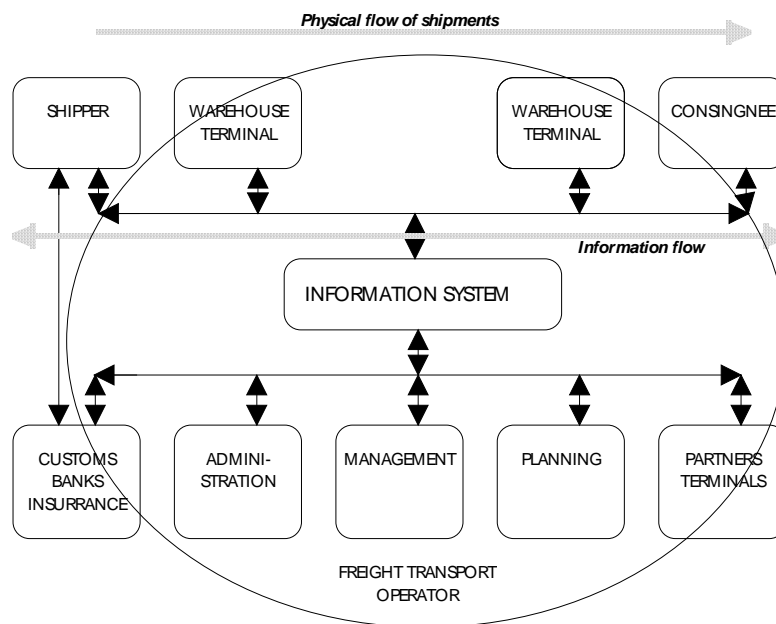 Physical flow of shipments
SHIPPER
WAREHOUSE
TERMINAL
WAREHOUSE
TERMINAL
CONSINGNEE
Information flow
INFORMATION SYSTEM
CUSTOMS
BANKS
INSURRANCE
ADMINI-
STRATION
MANAGEMENT
PLANNING
PARTNERS
TERMINALS
FREIGHT TRANSPORT
OPERATOR